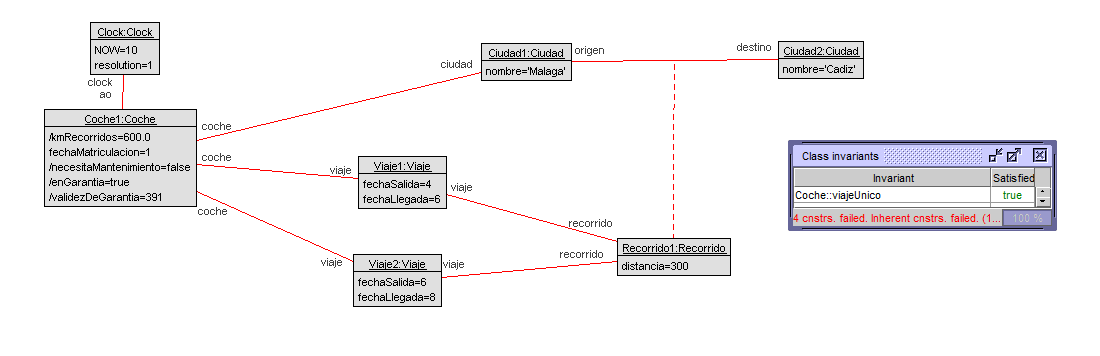 Clock:Clock
NOW=10
resolution=1
clock
ao
Coche1:Coche
/kmRecorridos=600.0
fechaMatriculacion=1
/necesitaMantenimiento=false
/enGarantia=true
/validezDeGarantia=391
coche
ciudad
coche
viaje
coche
viaje
Ciudad1:Ciudad
nombre='Malaga'
origen
destino
Ciudad2:Ciudad
nombre='Cadiz'
Viaje1:Viaje
fechaSalida=4
fechaLlegada=6
viaje
recorrido
Viaje2:Viaje
fechaSalida=6
fechaLlegada=8
viaje
recorrido
Recorrido1:Recorrido
distancia=300
Class invariants
Invariant Satisfied
Coche::viajeUnico true
4 cnstrs. failed. Inherent cnstrs. failed. (1... 100 %